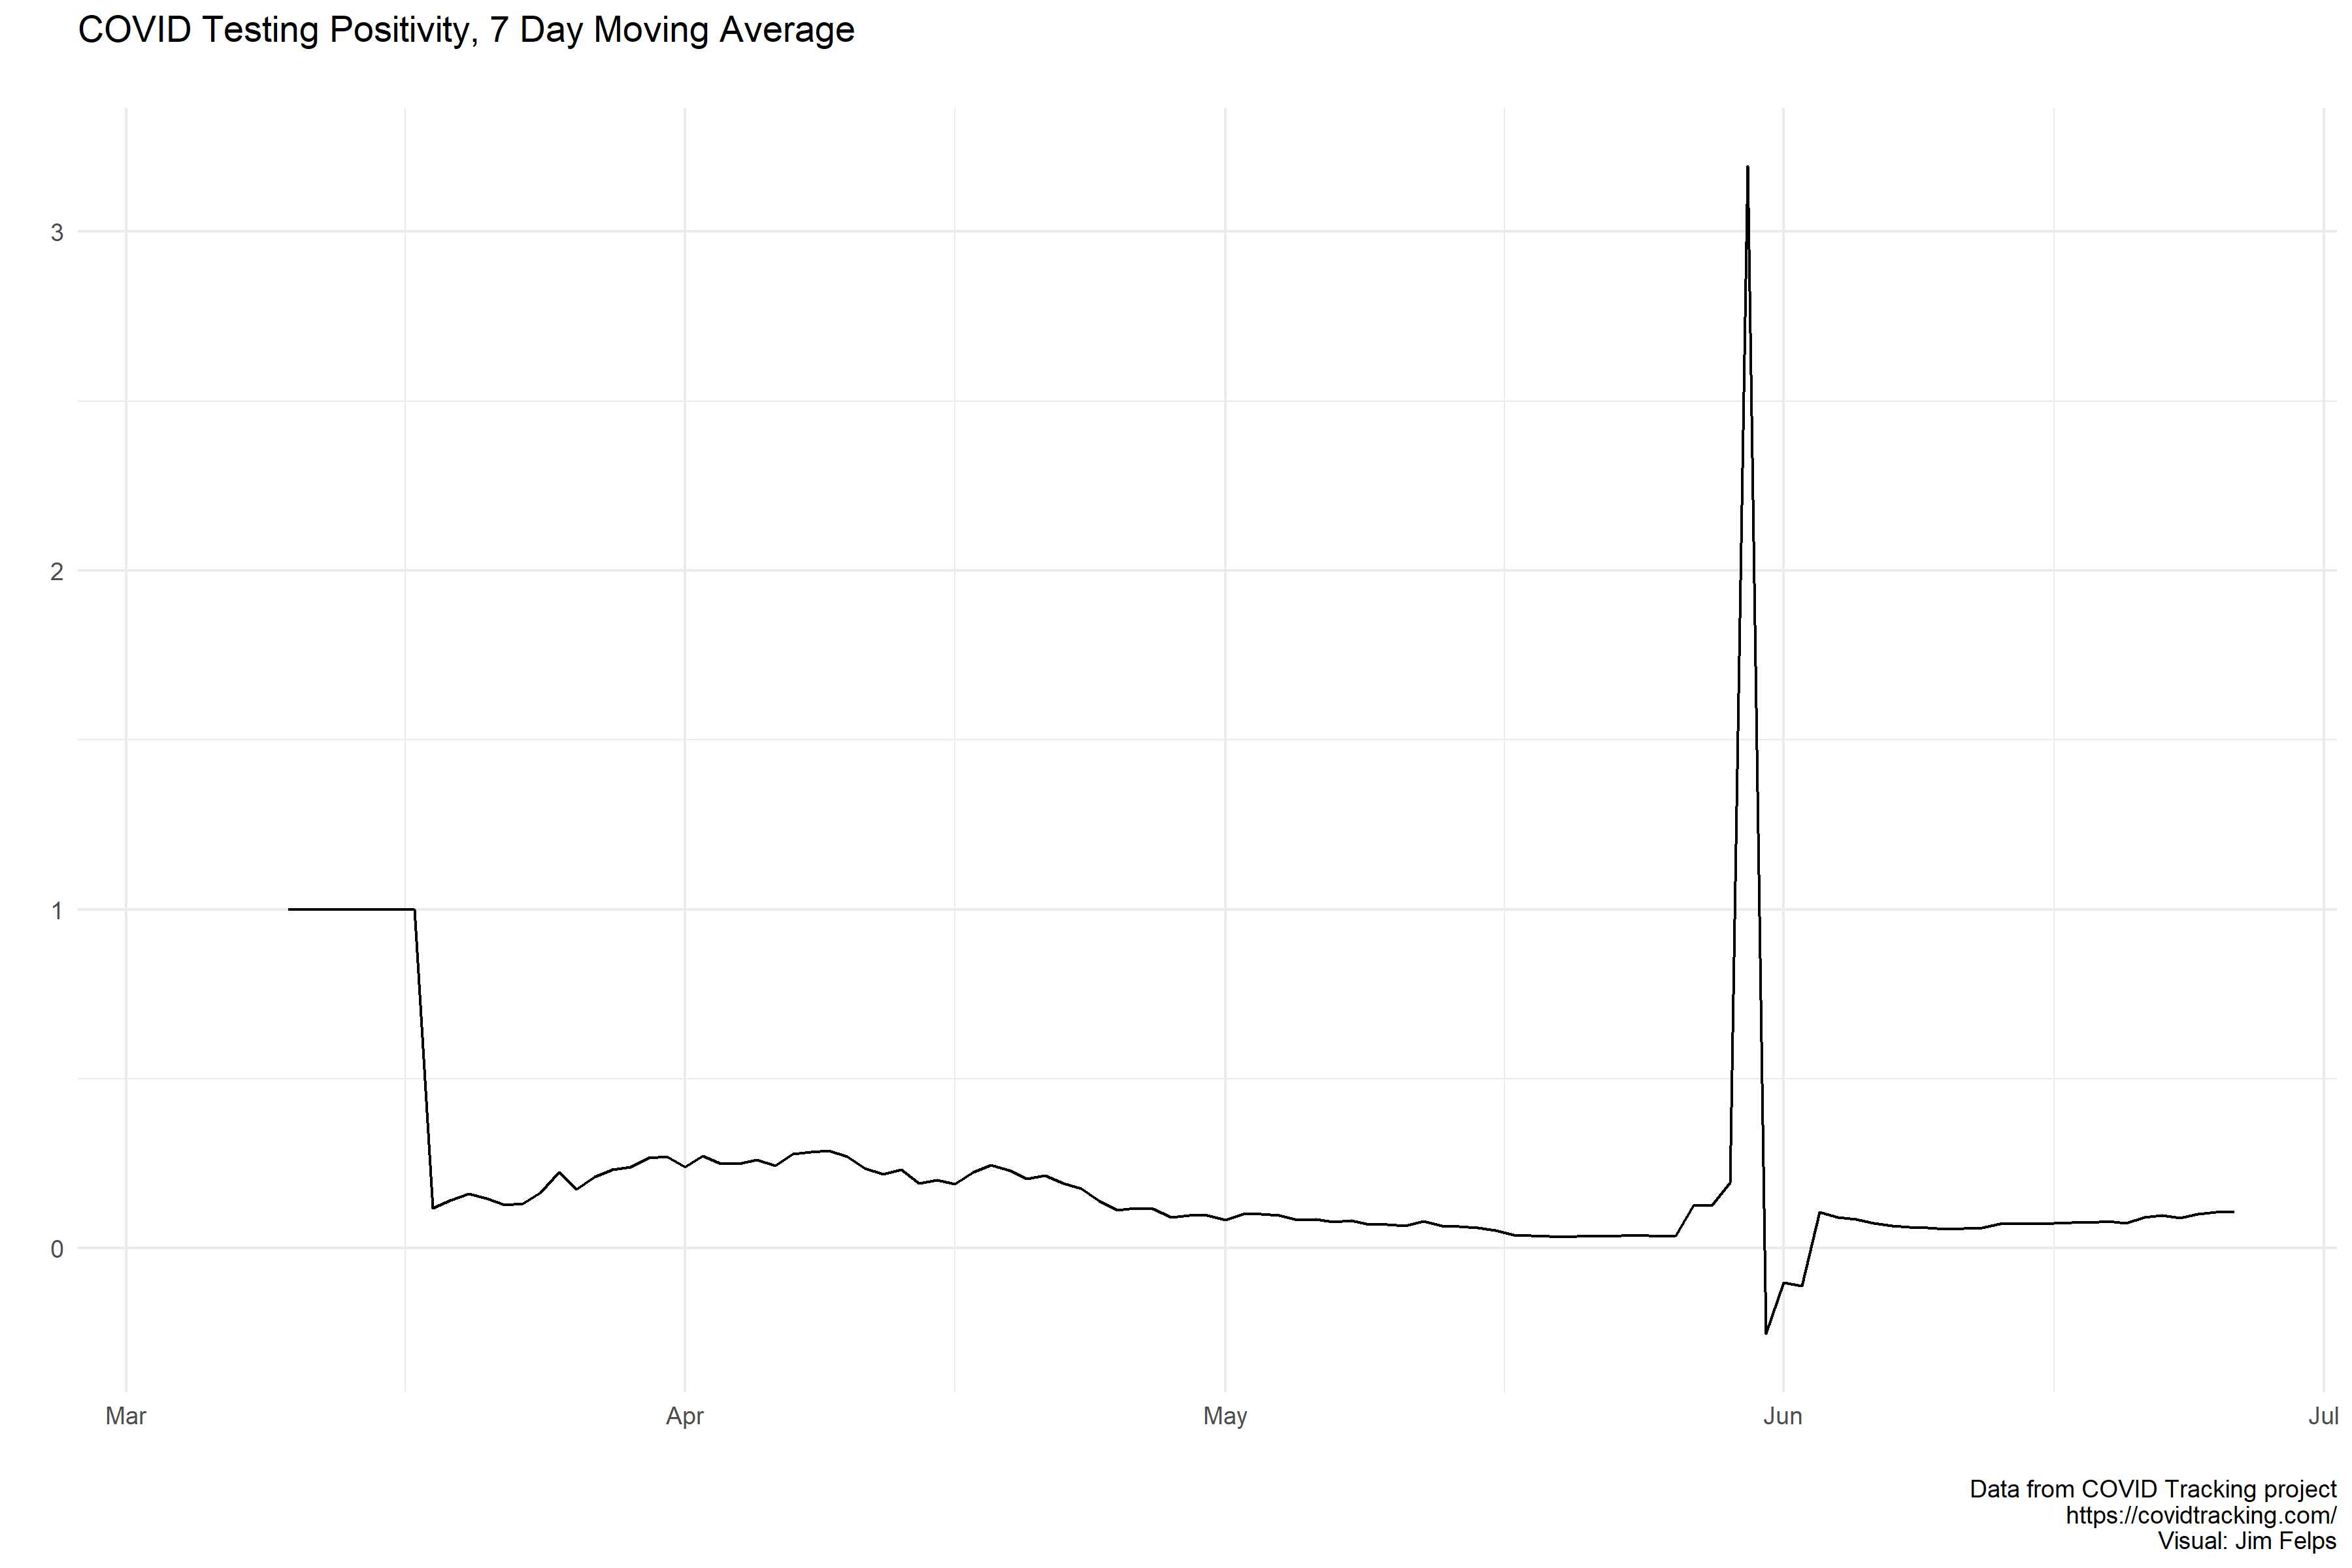 COVID Testing Positivity, 7 Day Moving Average
3
2
1
0
Mar Apr May Jun Jul
Data from COVID Tracking project
https://covidtracking.com/
Visual: Jim Felps